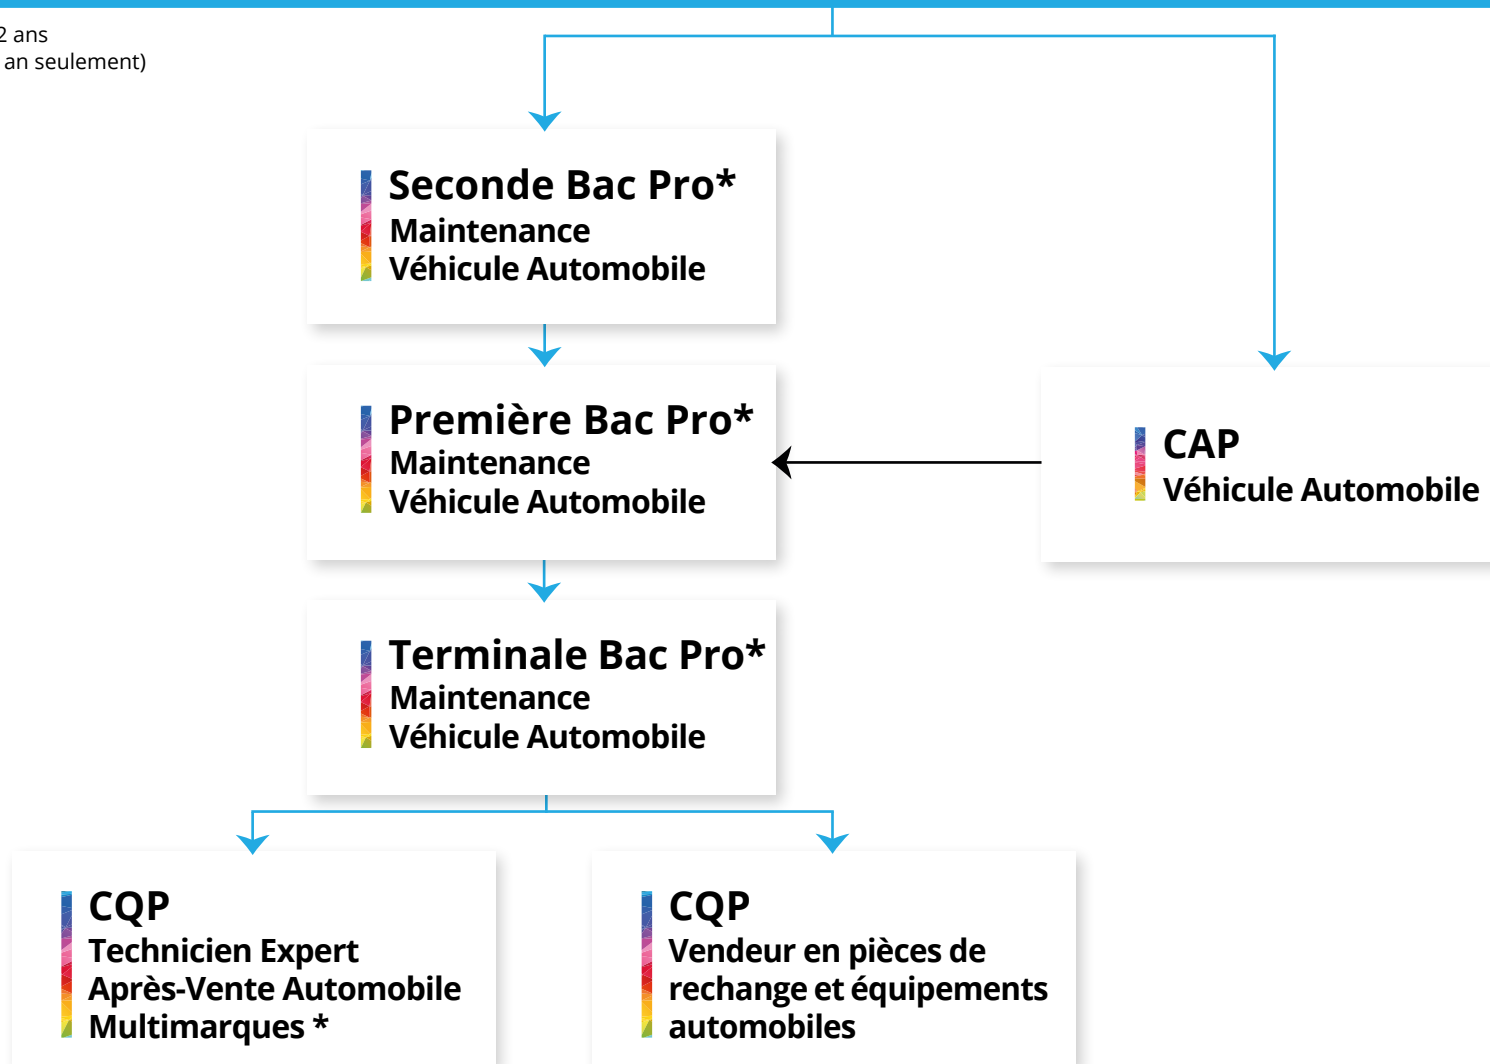 2 ans
an seulement)
Seconde Bac Pro*
Maintenance
Véhicule Automobile
Première Bac Pro*
Maintenance
Véhicule Automobile
CAP
Véhicule Automobile
Terminale Bac Pro*
Maintenance
Véhicule Automobile
CQP
Technicien Expert
Après-Vente Automobile
Multimarques *
CQP
Vendeur en pièces de
rechange et équipements
automobiles